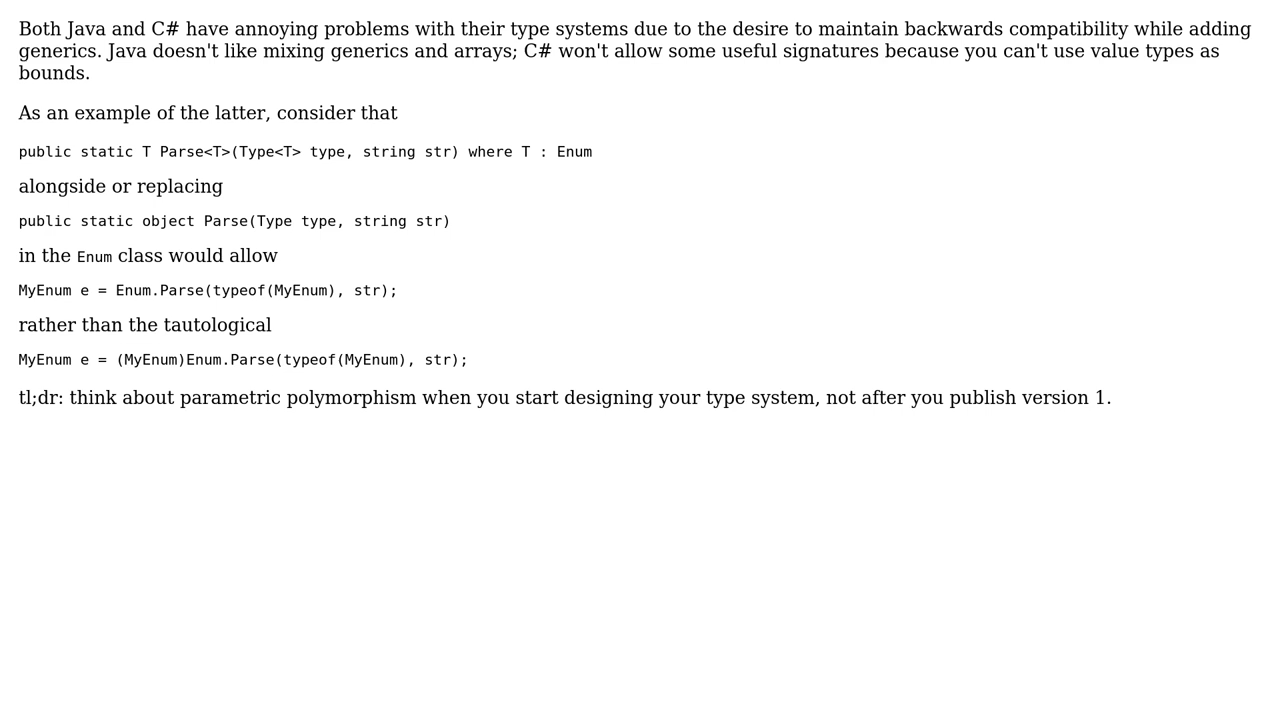 Both Java and C# have annoying problems with their type systems due to the desire to maintain backwards compatibility while adding
generics. Java doesn't like mixing generics and arrays; C# won't allow some useful signatures because you can't use value types as
bounds.
As an example of the latter, consider that
public static T Parse<T>(Type<T> type, string str) where T : Enum
alongside or replacing
public static object Parse(Type type, string str)
in the Enum class would allow
MyEnum e = Enum.Parse(typeof(MyEnum), str);
rather than the tautological
MyEnum e = (MyEnum)Enum.Parse(typeof(MyEnum), str);
tl;dr: think about parametric polymorphism when you start designing your type system, not after you publish version 1.